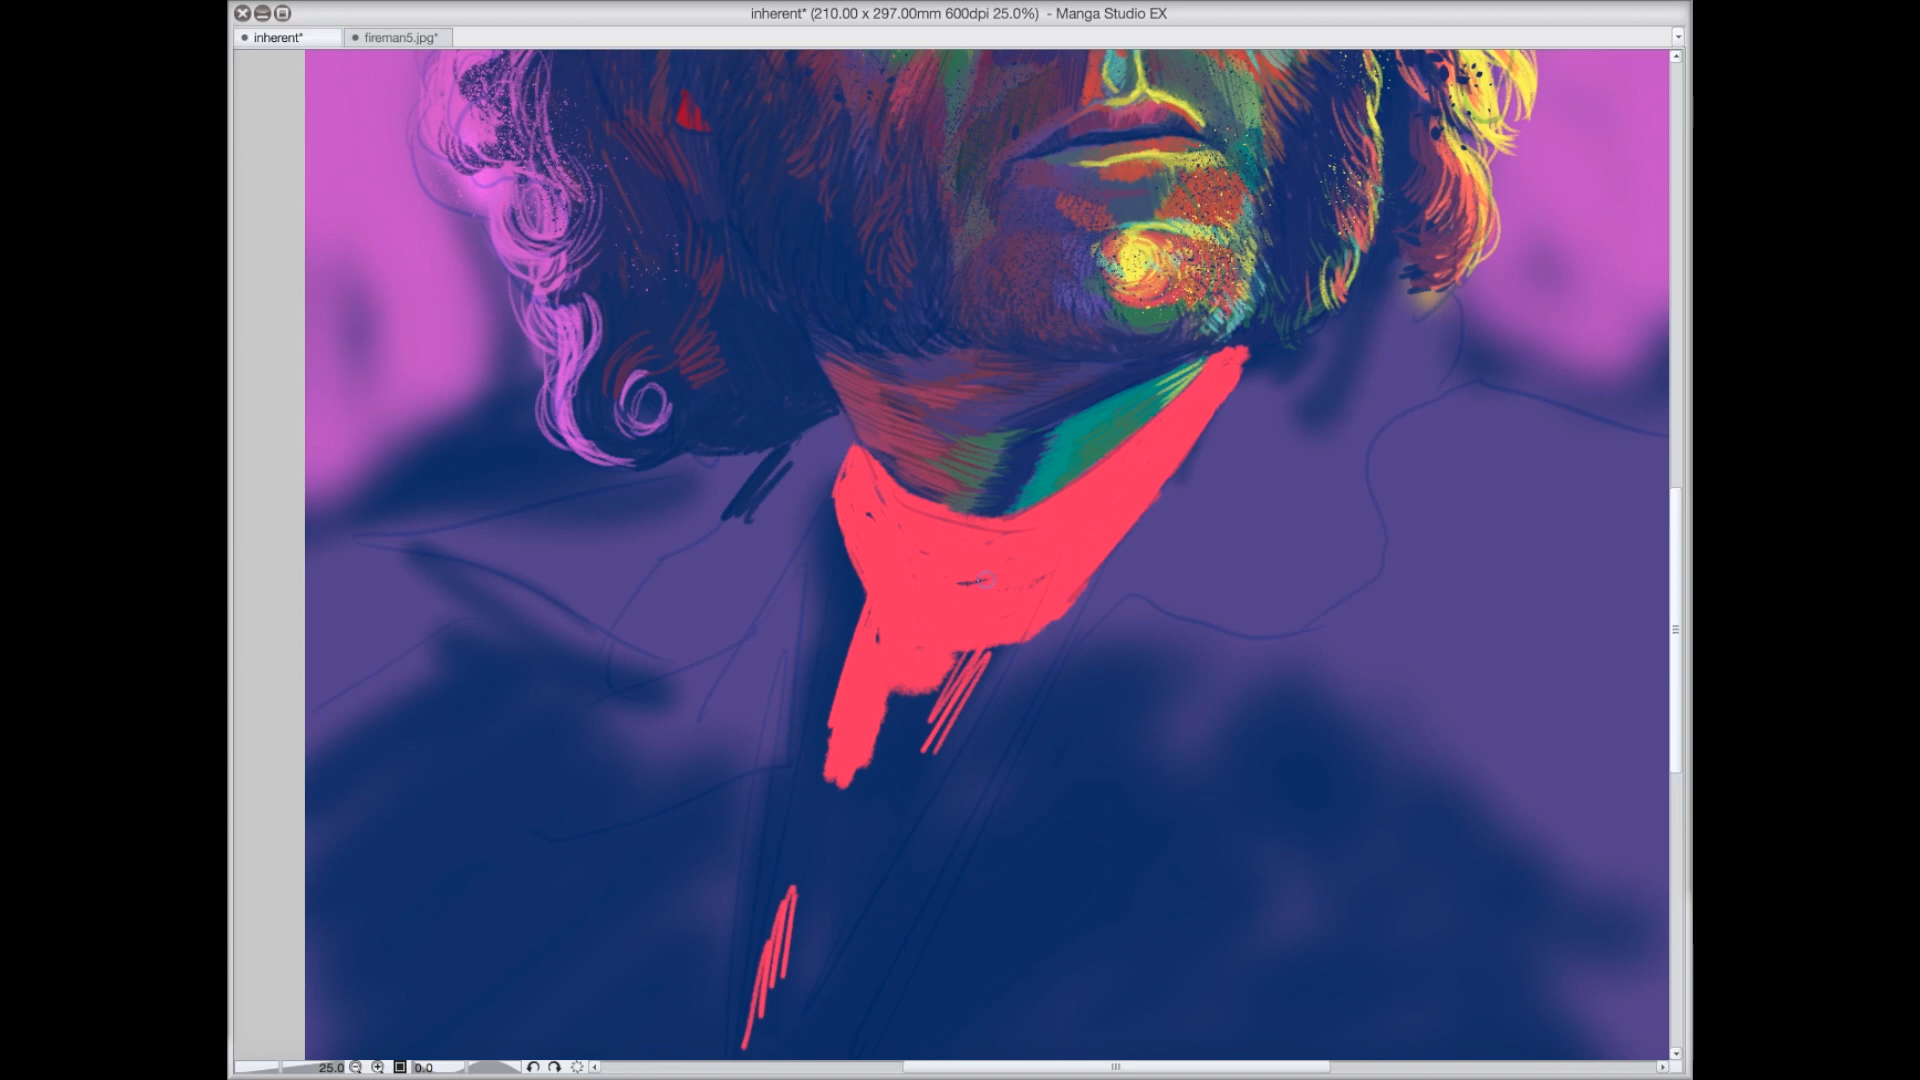 inherent* (210.00 x 297.00mm 600dpi 25.0%) - Manga Studio EX
inherent* fireman5.jpg*
25.0 0.0